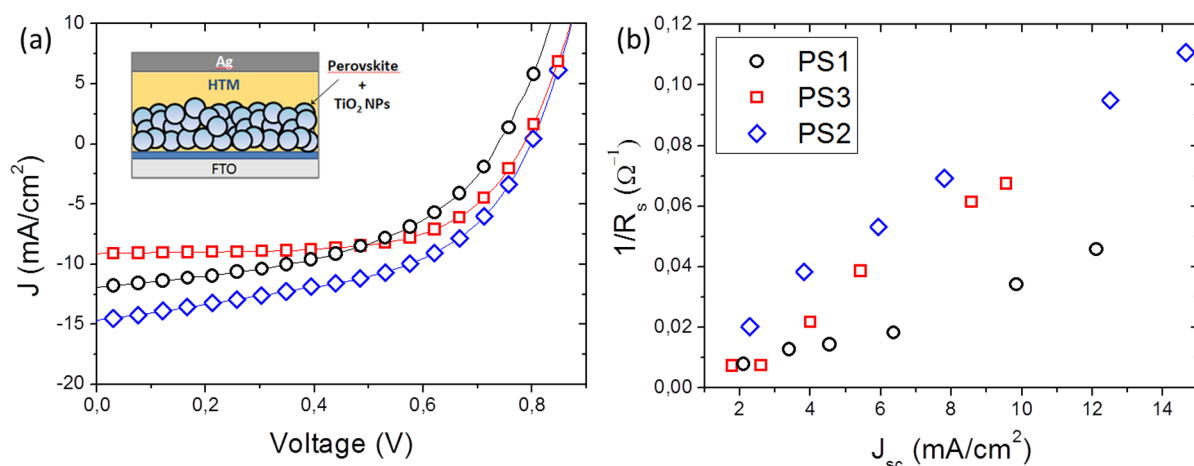 (a)
10
5
0
-5
-10
-15
-20
J (mA/cm²)
0,0 0,2 0,4 0,6 0,8
Voltage (V)
Ag
HTM
FTO
Perovskite
+
TiO₂ NPs
(b)
0,12
0,10
0,08
0,06
0,04
0,02
0,00
1/Rₛ (Ω⁻¹)
PS1
PS3
PS2
2 4 6 8 10 12 14
Jsc (mA/cm²)